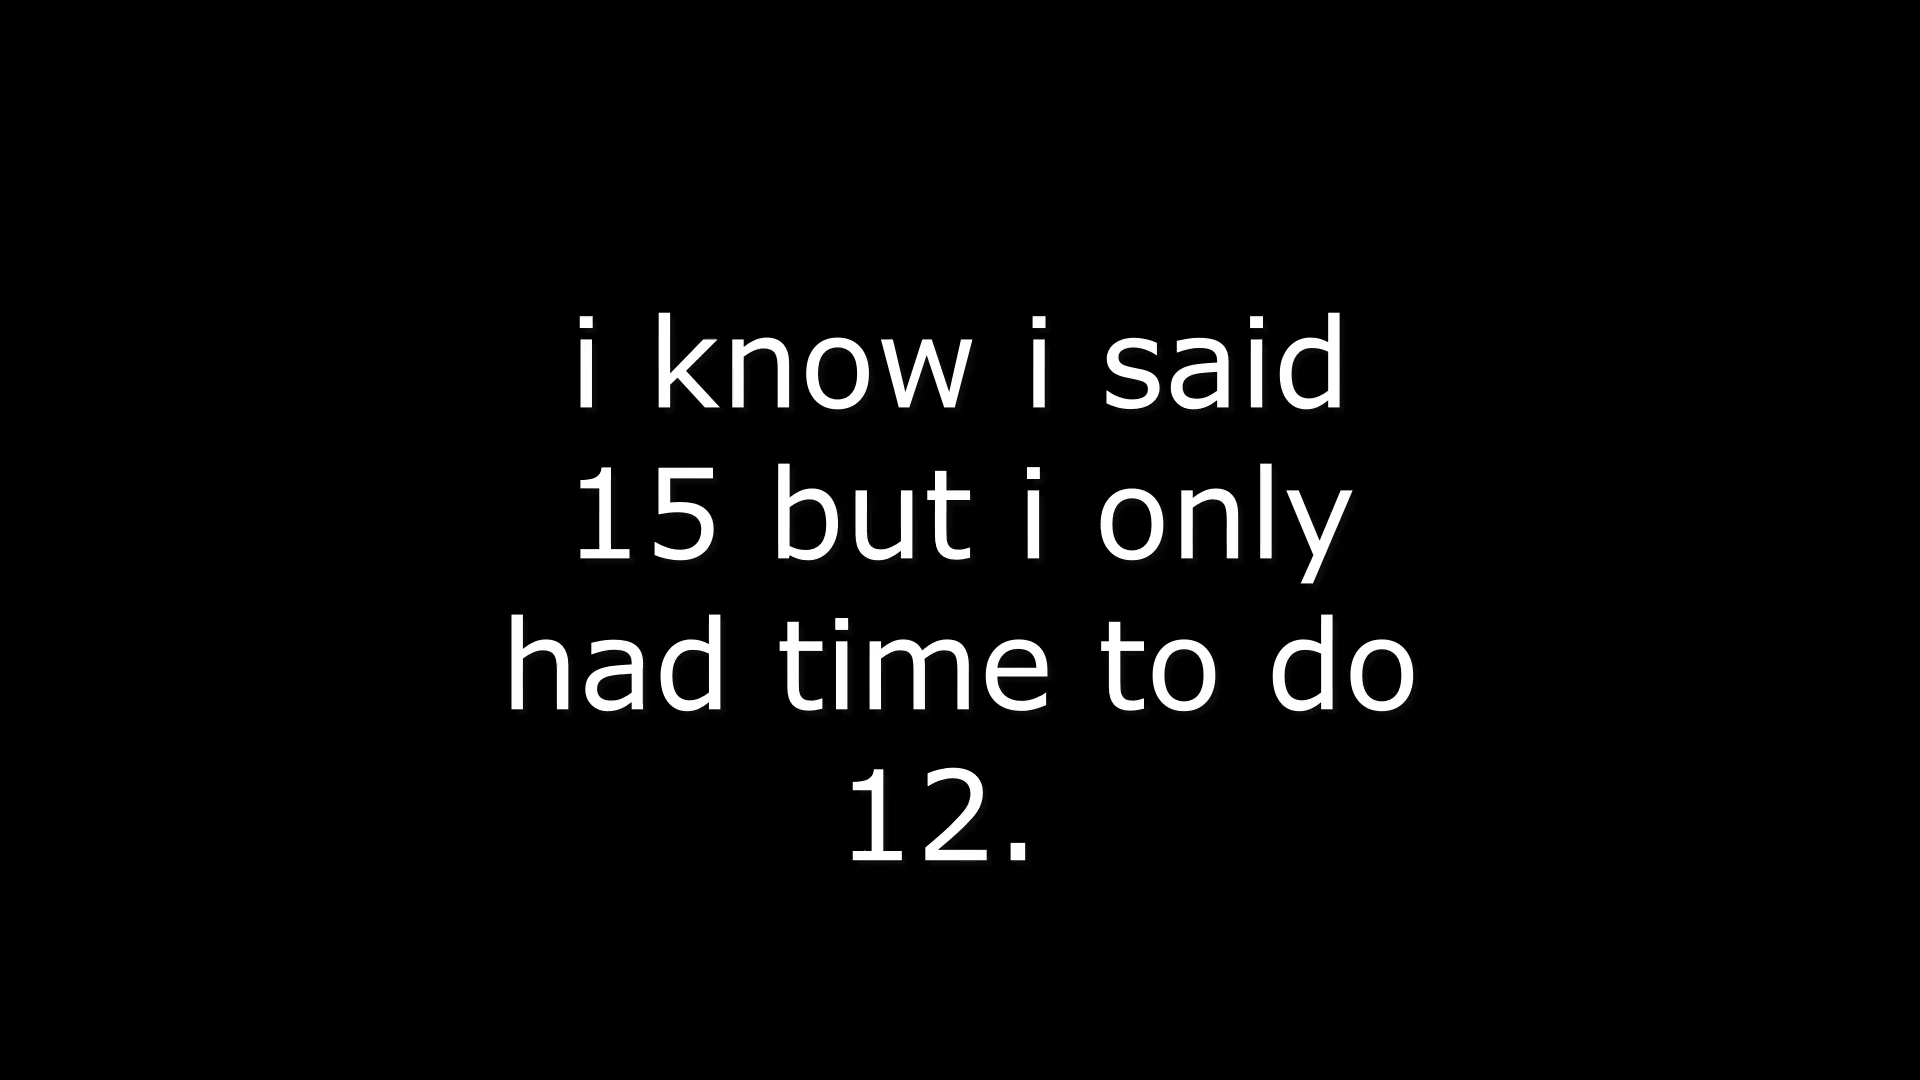 i know i said
15 but i only
had time to do
12.